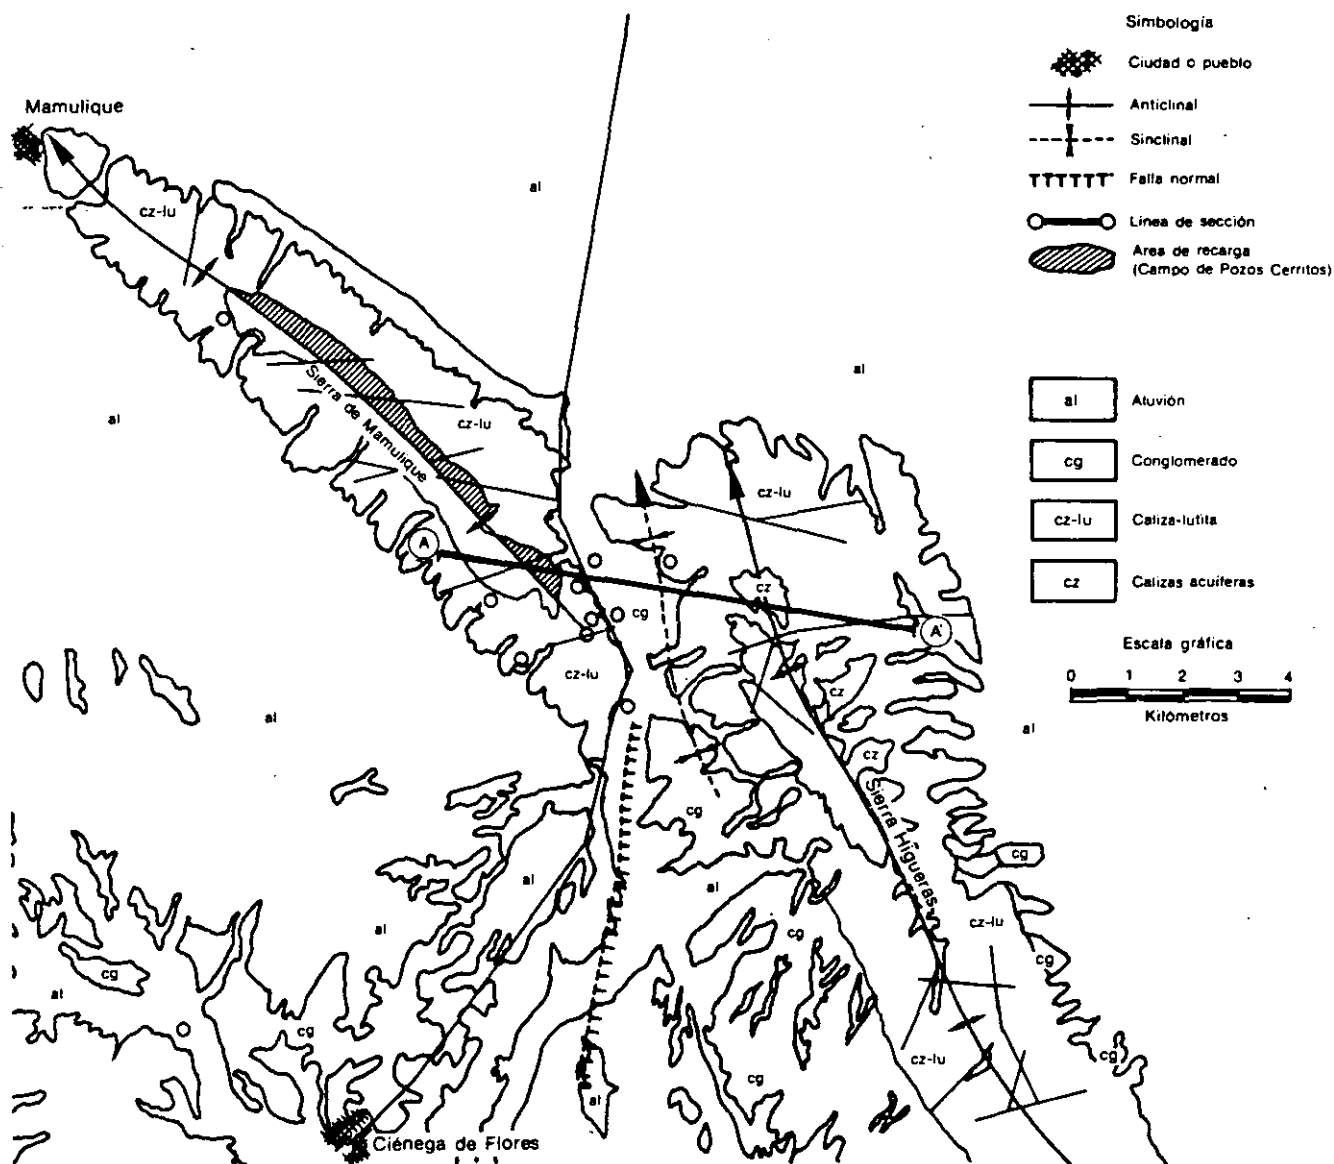 Simbología
Ciudad o pueblo
Anticlinal
Sinclinal
Falla normal
Linea de sección
Area de recarga
(Campo de Pozos Cerritos)
al
Aluvión
cg
Conglomerado
cz-lu
Caliza-lutita
cz
Calizas acuíferas
Escala gráfica
0 1 2 3 4
Kilómetros
Mamulique
cz-lu
al
al
al
Sierra de Mamulique
cz-lu
cz-lu
A
A'
cz
cg
cz-lu
cz
al
al
cz
Sierra Higueras
cg
cg
al
al
al
cg
cz-lu
cg
cg
al
cg
cz-lu
cg
cg
al
Ciénega de Flores